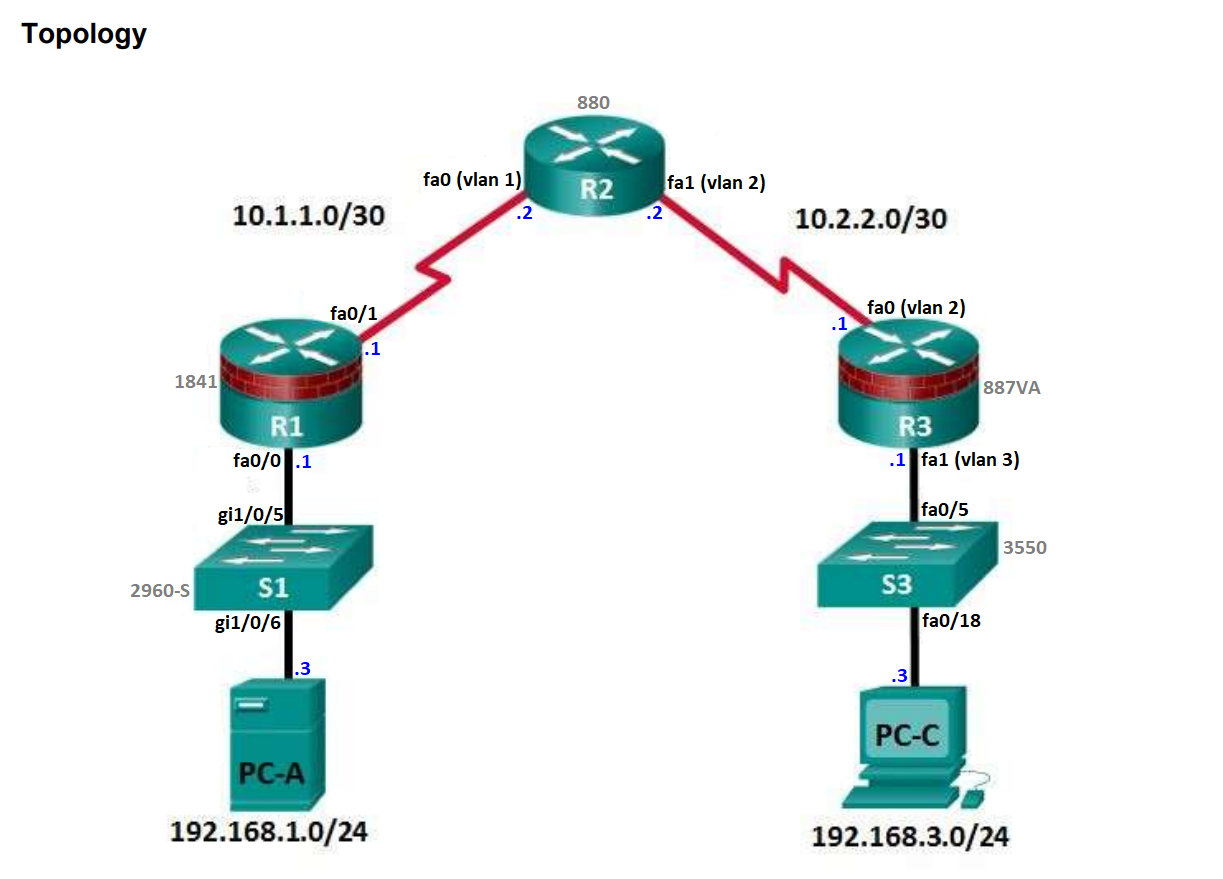 Topology
880
fa0 (vlan 1)
R2
fa1 (vlan 2)
.2
.2
10.1.1.0/30
10.2.2.0/30
fa0/1
.1
fa0 (vlan 2)
.1
1841
R1
887VA
R3
fa0/0
.1
.1
fa1 (vlan 3)
gi1/0/5
fa0/5
2960-S
S1
3550
S3
gi1/0/6
fa0/18
.3
.3
PC-A
PC-C
192.168.1.0/24
192.168.3.0/24